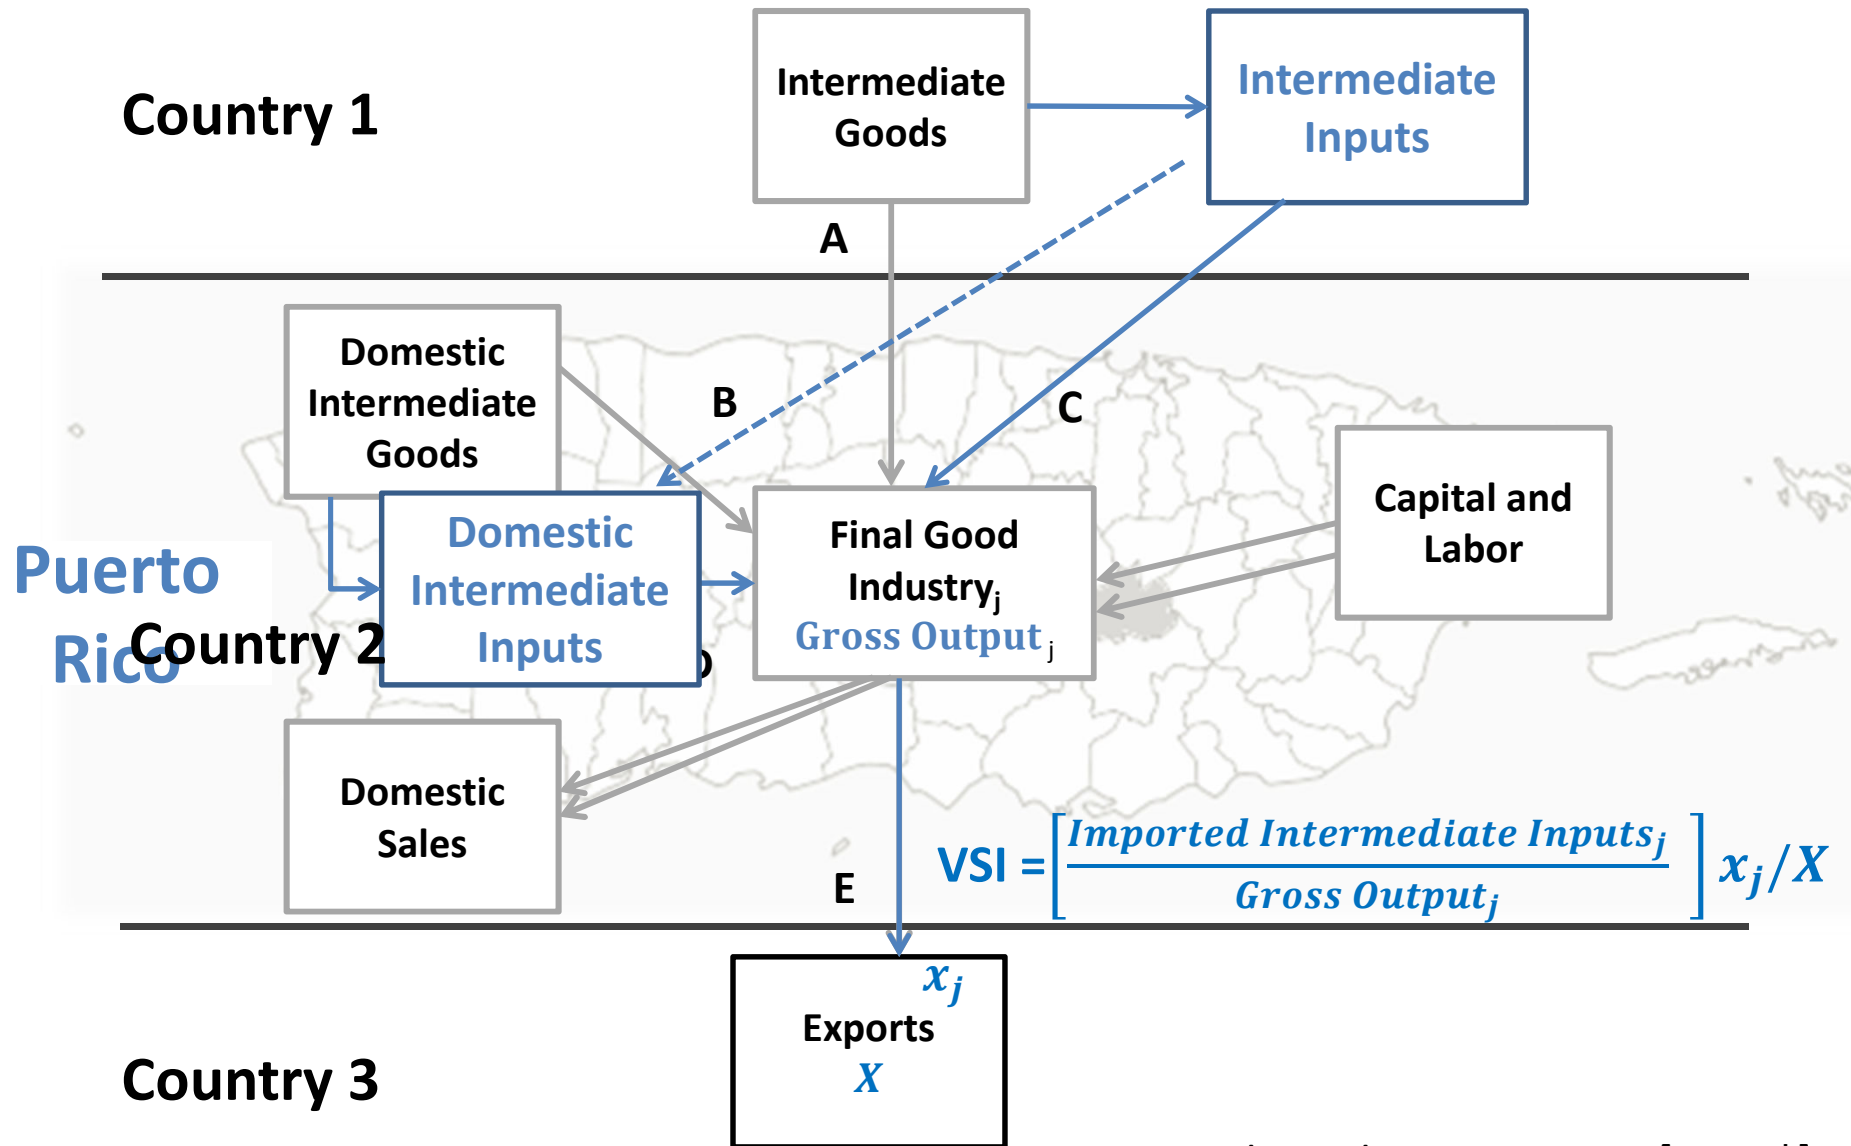 Country 1
Intermediate
Goods
Intermediate
Inputs
A
Domestic
Intermediate
Goods
B
C
Capital and
Labor
Puerto
Rico
Country 2
Domestic
Intermediate
Inputs
Final Good
Industryj
Gross Output j
Domestic
Sales
E
VSI = [Imported Intermediate Inputsj / Gross Outputj] xj/X
xj
Exports
X
Country 3